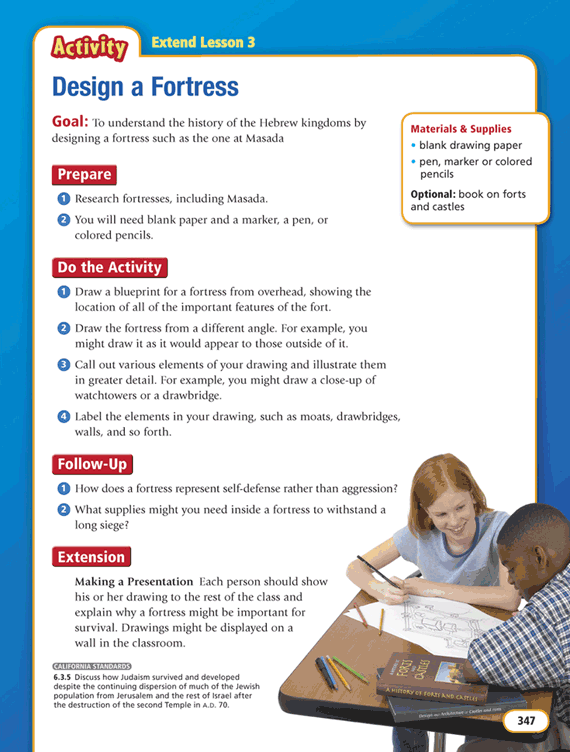 Activity
Extend Lesson 3
Design a Fortress
Goal: To understand the history of the Hebrew kingdoms by
designing a fortress such as the one at Masada
Materials & Supplies
• blank drawing paper
• pen, marker or colored
pencils
Optional: book on forts
and castles
Prepare
1 Research fortresses, including Masada.
2 You will need blank paper and a marker, a pen, or
colored pencils.
Do the Activity
1 Draw a blueprint for a fortress from overhead, showing the
location of all of the important features of the fort.
2 Draw the fortress from a different angle. For example, you
might draw it as it would appear to those outside of it.
3 Call out various elements of your drawing and illustrate them
in greater detail. For example, you might draw a close-up of
watchtowers or a drawbridge.
4 Label the elements in your drawing, such as moats, drawbridges,
walls, and so forth.
Follow-Up
1 How does a fortress represent self-defense rather than aggression?
2 What supplies might you need inside a fortress to withstand a
long siege?
Extension
Making a Presentation Each person should show
his or her drawing to the rest of the class and
explain why a fortress might be important for
survival. Drawings might be displayed on a
wall in the classroom.
CALIFORNIA STANDARDS
6.3.5 Discuss how Judaism survived and developed
despite the continuing dispersion of much of the Jewish
population from Jerusalem and the rest of Israel after
the destruction of the second Temple in A.D. 70.
FORTS
AND
CASTLES
A HISTORY OF FORTS AND CASTLES
347